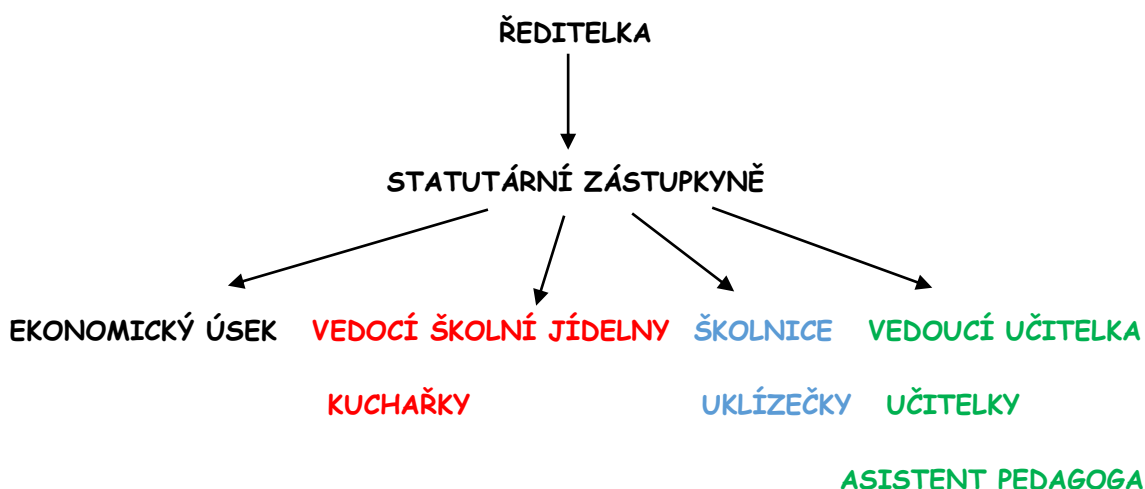 ŘEDITELKA
STATUTÁRNÍ ZÁSTUPKYNĚ
EKONOMICKÝ ÚSEK VEDOCÍ ŠKOLNÍ JÍDELNY ŠKOLNICE VEDOUCÍ UČITELKA
KUCHAŘKY UKLÍZEČKY UČITELKY
ASISTENT PEDAGOGA